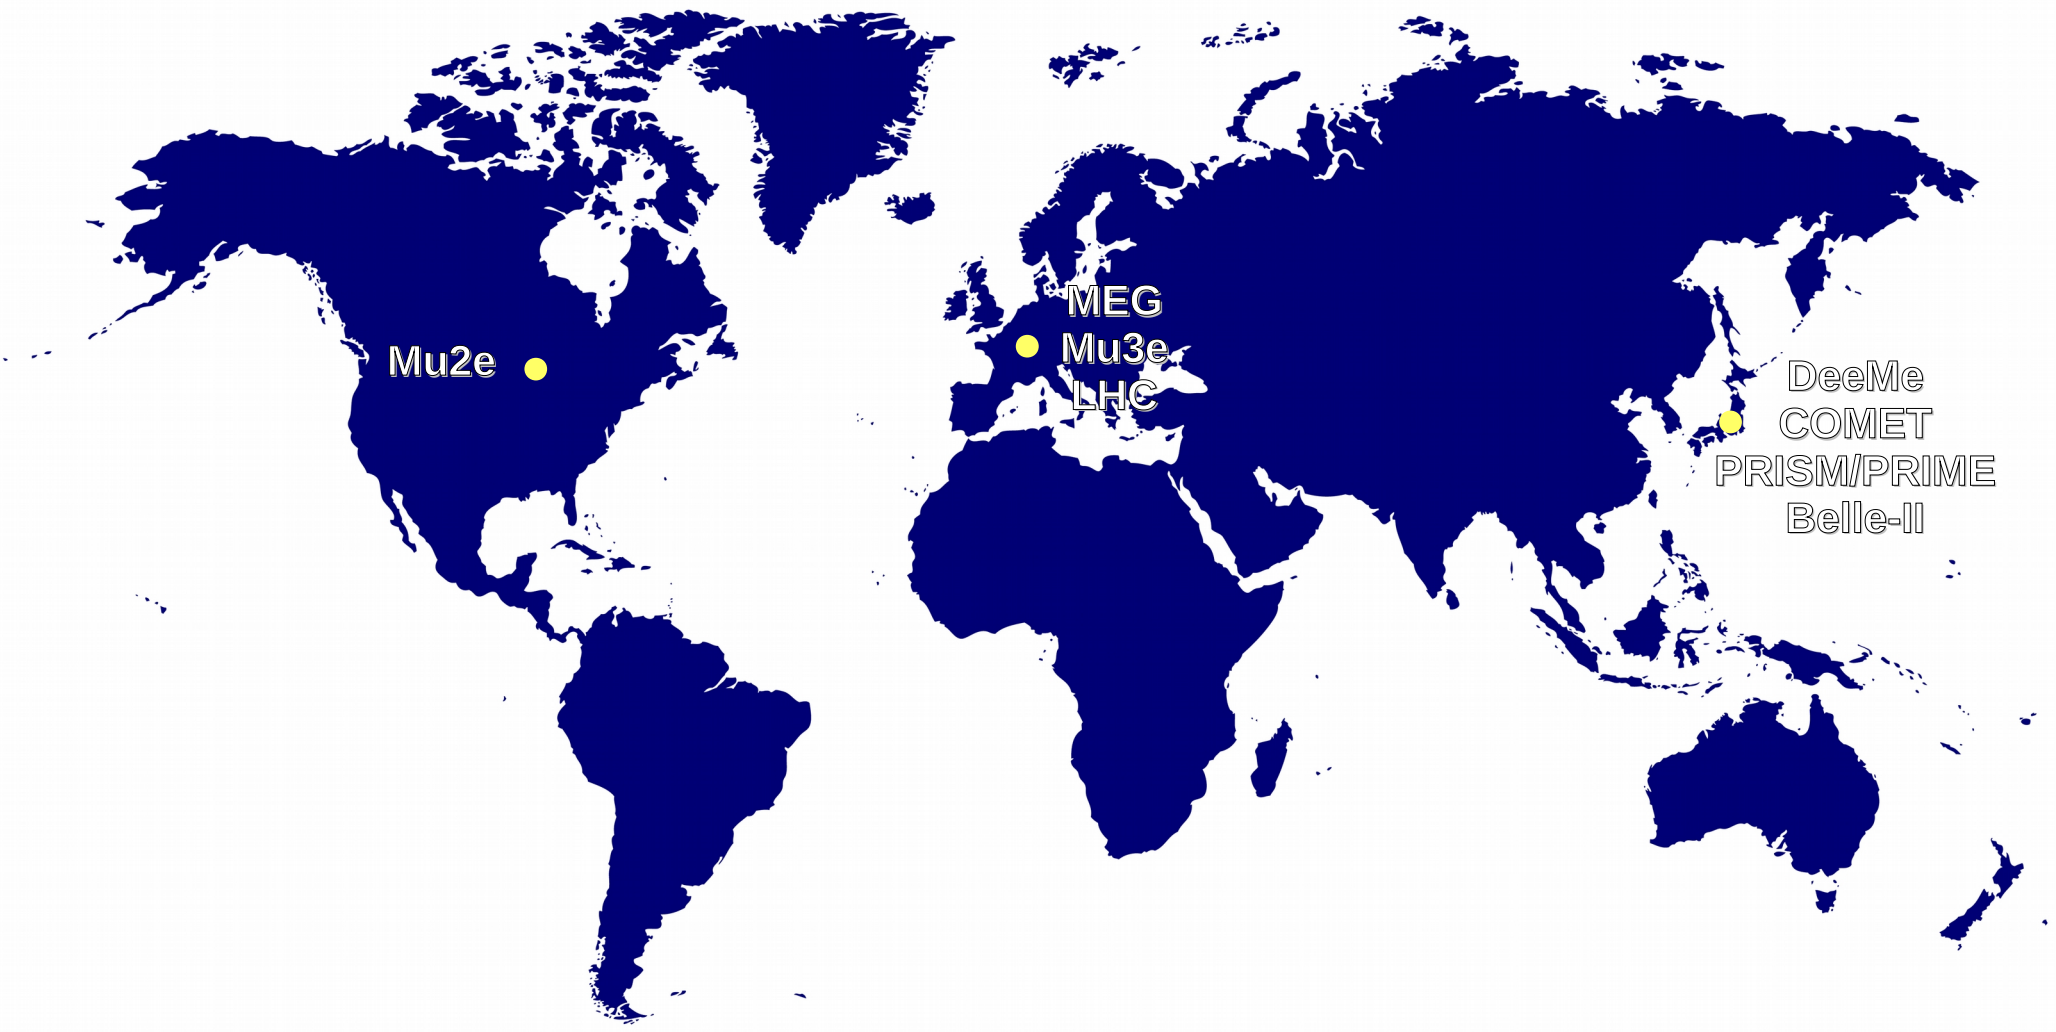 Mu2e
MEG
Mu3e
LHC
DeeMe
COMET
PRISM/PRIME
Belle-II